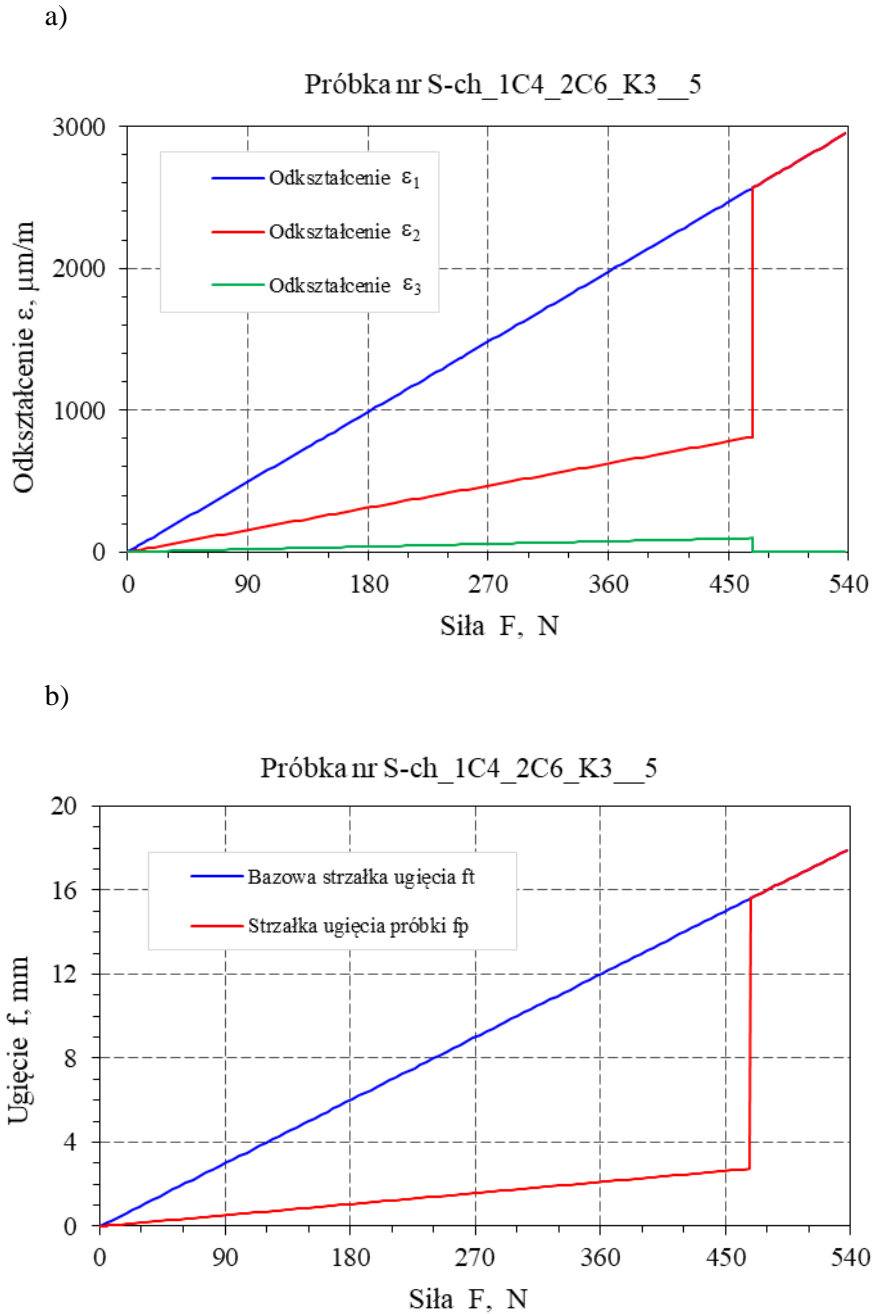 a)
Próbka nr S-ch_1C4_2C6_K3__5
Odkształcenie ε, μm/m
3000
2000
1000
0
Odkształcenie ε₁
Odkształcenie ε₂
Odkształcenie ε₃
0 90 180 270 360 450 540
Siła F, N
b)
Próbka nr S-ch_1C4_2C6_K3__5
Ugięcie f, mm
20
16
12
8
4
0
Bazowa strzałka ugięcia ft
Strzałka ugięcia próbki fp
0 90 180 270 360 450 540
Siła F, N